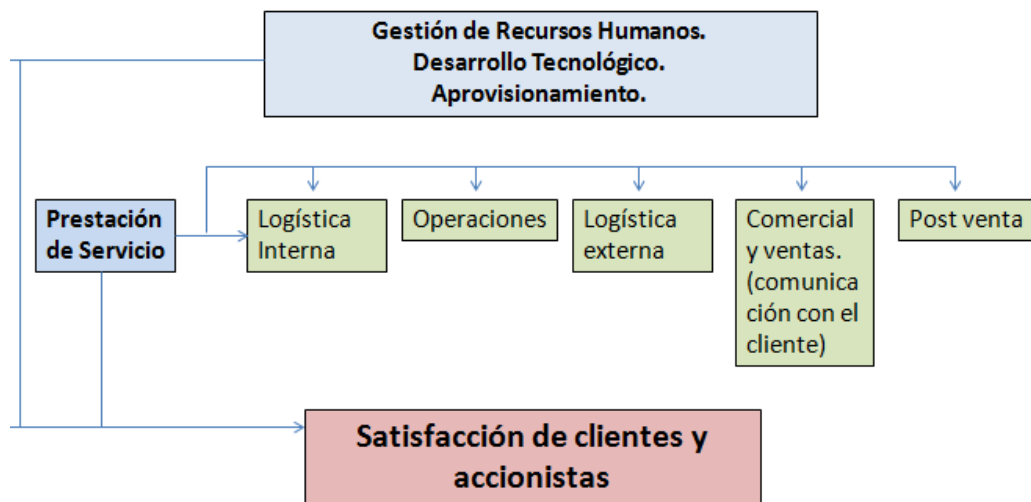 Gestión de Recursos Humanos.
Desarrollo Tecnológico.
Aprovisionamiento.
Prestación
de Servicio
Logística
Interna
Operaciones
Logística
externa
Comercial
y ventas.
(comunica
ción con el
cliente)
Post venta
Satisfacción de clientes y
accionistas